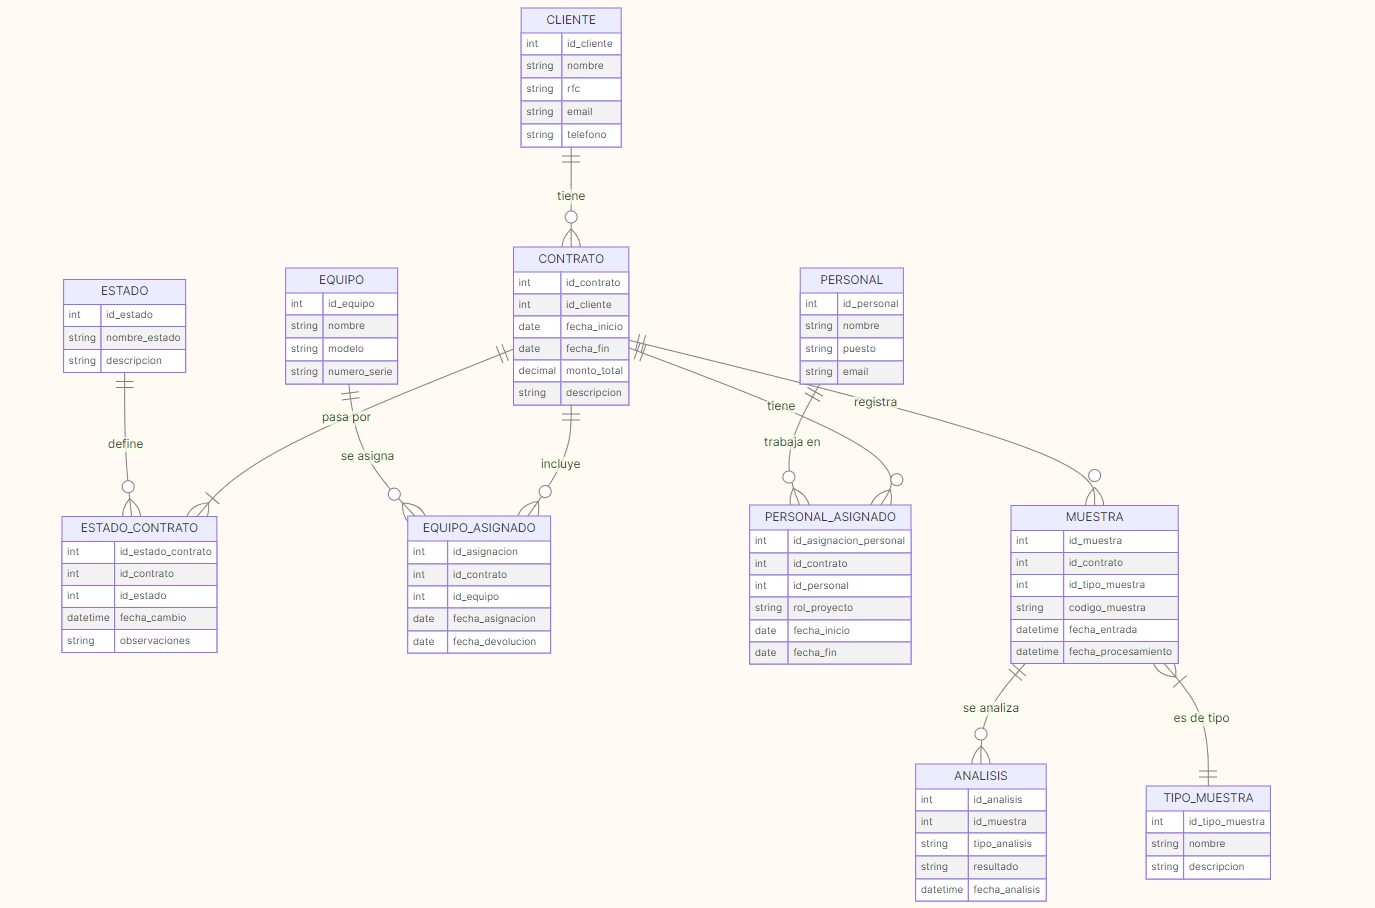 CLIENTE
int id_cliente
string nombre
string rfc
string email
string telefono
tiene
CONTRATO
int id_contrato
int id_cliente
date fecha_inicio
date fecha_fin
decimal monto_total
string descripcion
ESTADO
int id_estado
string nombre_estado
string descripcion
EQUIPO
int id_equipo
string nombre
string modelo
string numero_serie
PERSONAL
int id_personal
string nombre
string puesto
string email
pasa por
tiene
registra
define
se asigna
incluye
trabaja en
ESTADO_CONTRATO
int id_estado_contrato
int id_contrato
int id_estado
datetime fecha_cambio
string observaciones
EQUIPO_ASIGNADO
int id_asignacion
int id_contrato
int id_equipo
date fecha_asignacion
date fecha_devolucion
PERSONAL_ASIGNADO
int id_asignacion_personal
int id_contrato
int id_personal
string rol_proyecto
date fecha_inicio
date fecha_fin
MUESTRA
int id_muestra
int id_contrato
int id_tipo_muestra
string codigo_muestra
datetime fecha_entrada
datetime fecha_procesamiento
se analiza
es de tipo
ANALISIS
int id_analisis
int id_muestra
string tipo_analisis
string resultado
datetime fecha_analisis
TIPO_MUESTRA
int id_tipo_muestra
string nombre
string descripcion